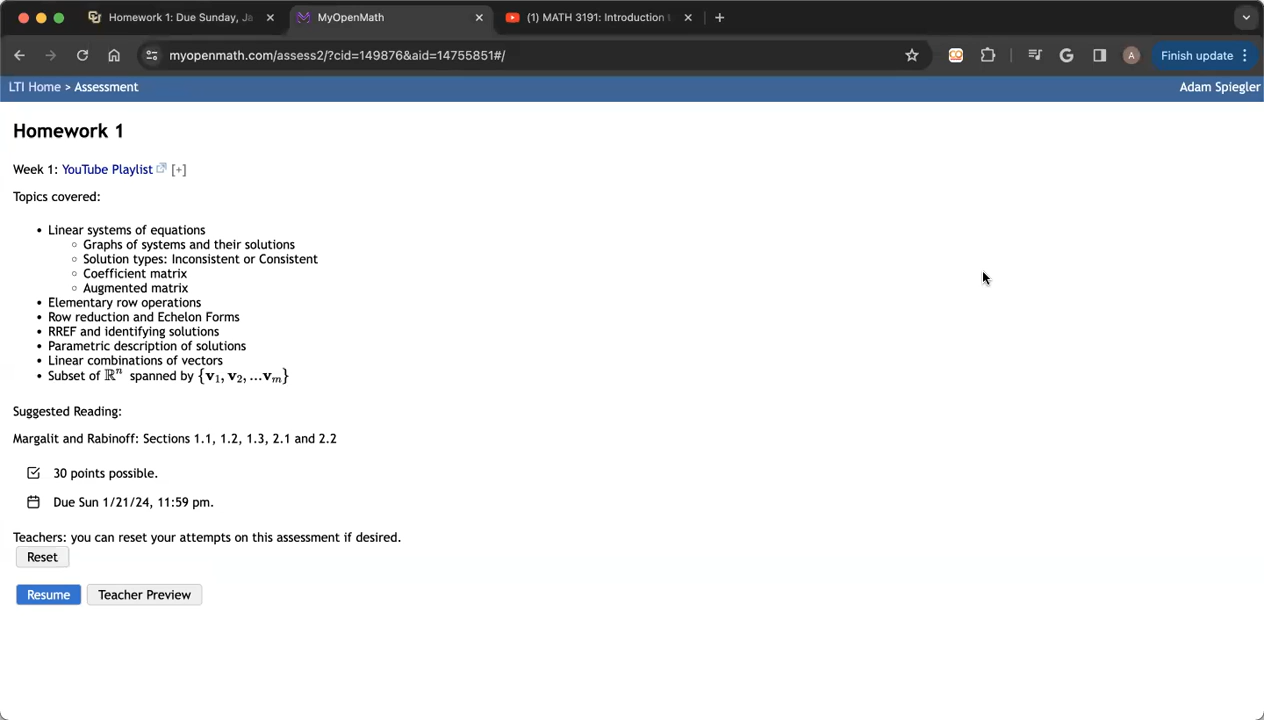 Homework 1: Due Sunday, Ja
MyOpenMath
(1) MATH 3191: Introduction t
myopenmath.com/assess2/?cid=149876&aid=14755851#/
G
A
Finish update
LTI Home > Assessment
Adam Spiegler
Homework 1
Week 1: YouTube Playlist [+]
Topics covered:
• Linear systems of equations
◦ Graphs of systems and their solutions
◦ Solution types: Inconsistent or Consistent
◦ Coefficient matrix
◦ Augmented matrix
• Elementary row operations
• Row reduction and Echelon Forms
• RREF and identifying solutions
• Parametric description of solutions
• Linear combinations of vectors
• Subset of ℝⁿ spanned by {v₁, v₂, ...vₘ}
Suggested Reading:
Margalit and Rabinoff: Sections 1.1, 1.2, 1.3, 2.1 and 2.2
30 points possible.
Due Sun 1/21/24, 11:59 pm.
Teachers: you can reset your attempts on this assessment if desired.
Reset
Resume Teacher Preview